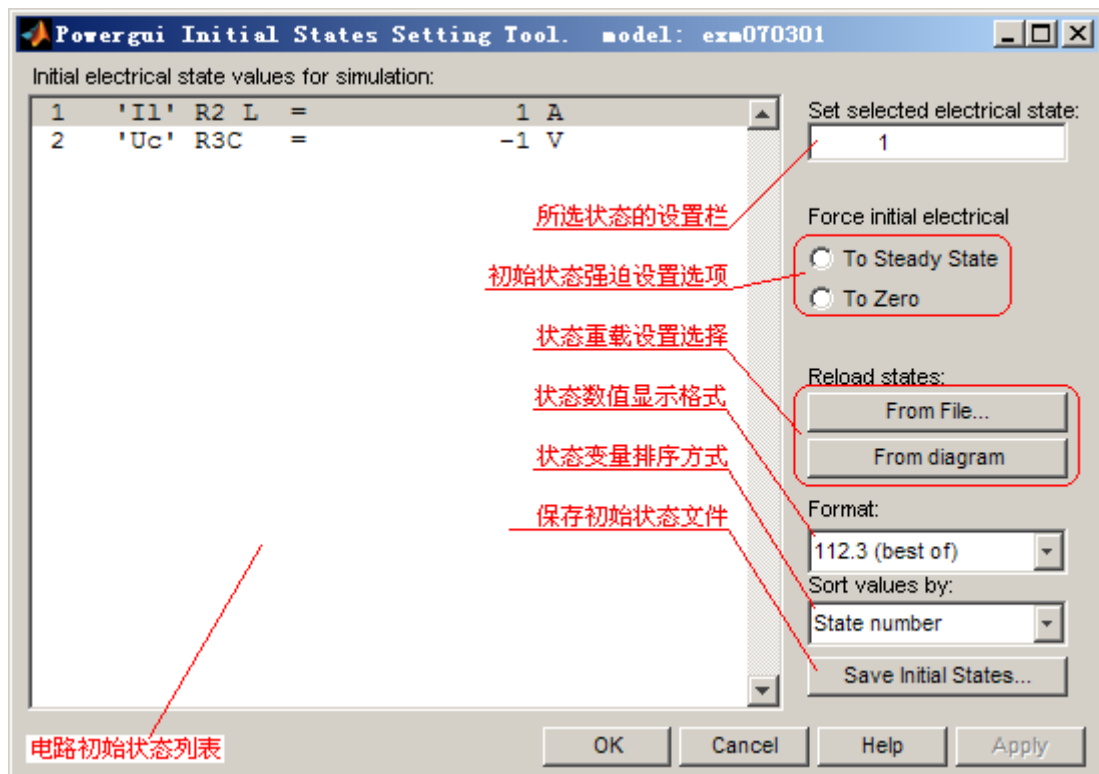 Powergui Initial States Setting Tool.  model: exm070301
Initial electrical state values for simulation:
1 'Il' R2 L = 1 A
2 'Uc' R3C = -1 V
Set selected electrical state:
1
所选状态的设置栏
Force initial electrical
To Steady State
初始状态强迫设置选项
To Zero
状态重载设置选择
Reload states:
状态数值显示格式
From File...
状态变量排序方式
From diagram
保存初始状态文件
Format:
112.3 (best of)
Sort values by:
State number
Save Initial States...
电路初始状态列表
OK Cancel Help Apply